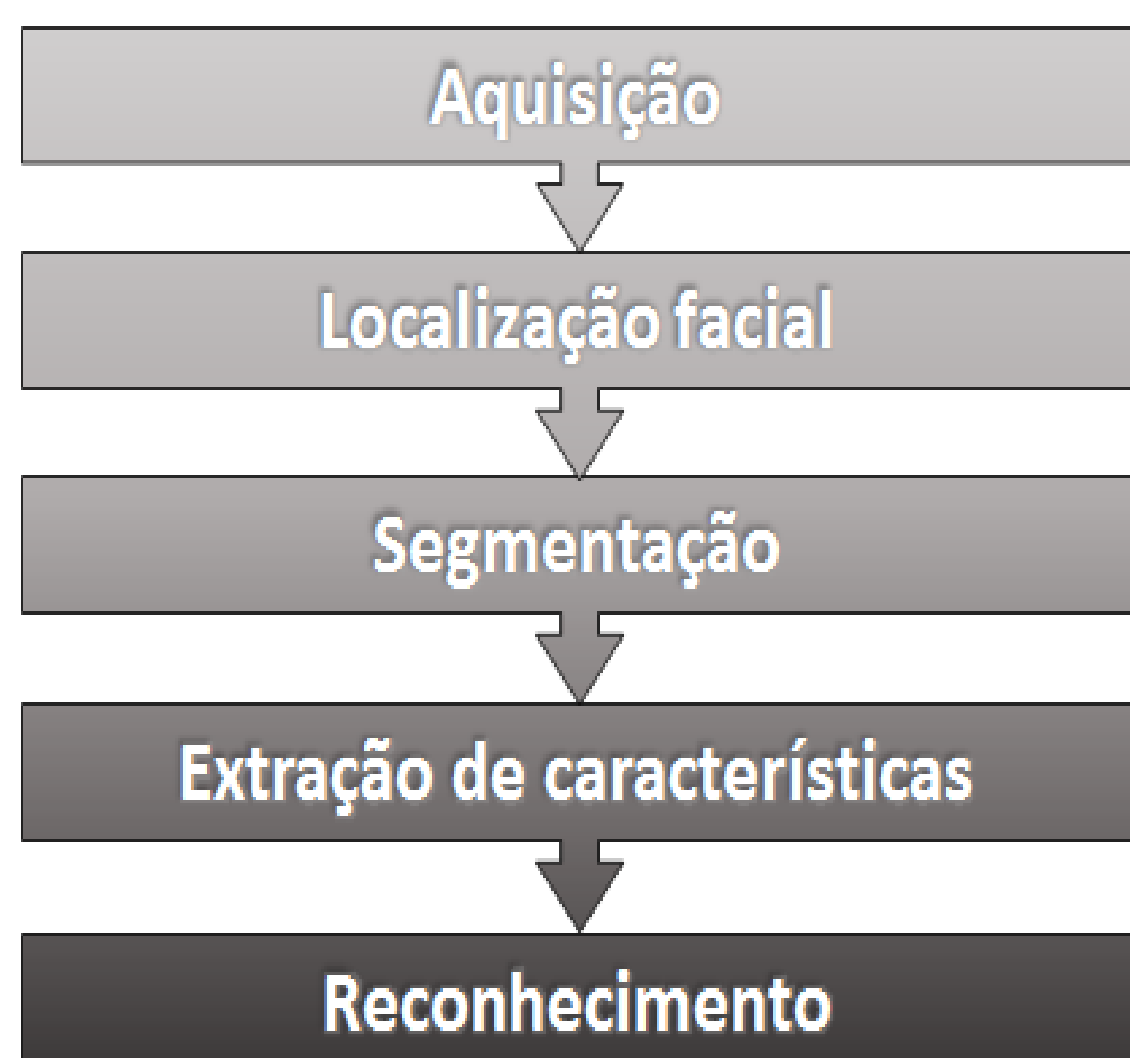 Aquisição
Localização facial
Segmentação
Extração de características
Reconhecimento